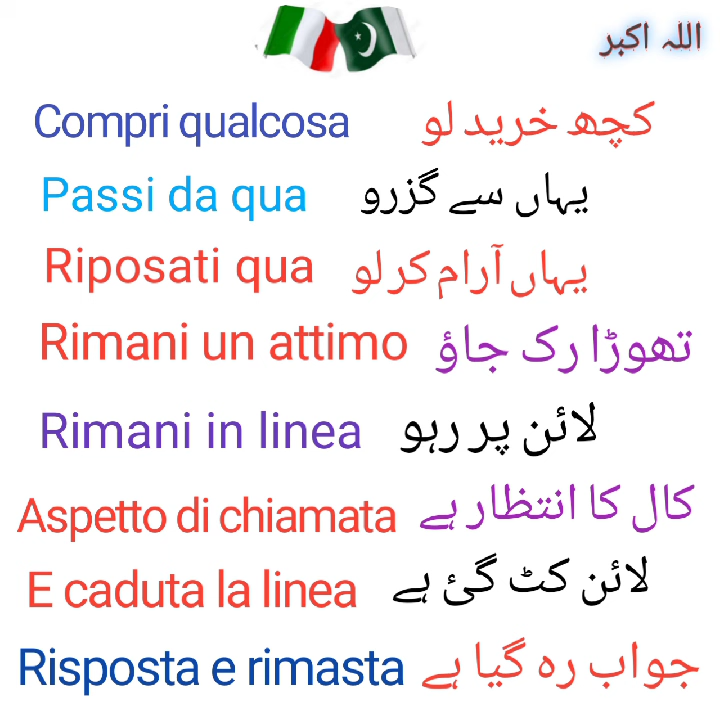 اللہ اکبر
Compri qualcosa کچھ خرید لو
Passi da qua یہاں سے گزرو
Riposati qua یہاں آرام کر لو
Rimani un attimo تھوڑا رک جاؤ
Rimani in linea لائن پر رہو
Aspetto di chiamata کال کا انتظار ہے
E caduta la linea لائن کٹ گئ ہے
Risposta e rimasta جواب رہ گیا ہے